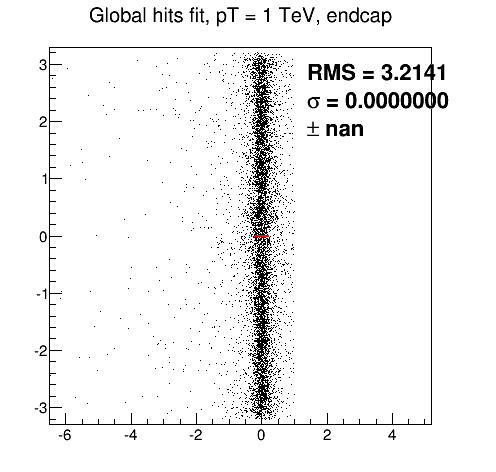 Global hits fit, pT = 1 TeV, endcap
RMS = 3.2141
σ = 0.0000000
± nan
3
2
1
0
-1
-2
-3
-6 -4 -2 0 2 4